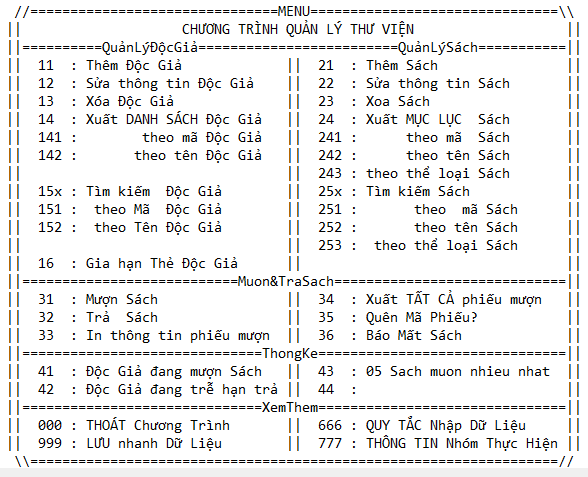 //===============================MENU===============================\\
|| CHƯƠNG TRÌNH QUẢN LÝ THƯ VIỆN ||
||==========QuảnLýĐộcGiả=========================QuảnLýSách===========||
|| 11 : Thêm Độc Giả || 21 : Thêm Sách ||
|| 12 : Sửa thông tin Độc Giả || 22 : Sửa thông tin Sách ||
|| 13 : Xóa Độc Giả || 23 : Xoa Sách ||
|| 14 : Xuất DANH SÁCH Độc Giả || 24 : Xuất MỤC LỤC Sách ||
|| 141 : theo mã Độc Giả || 241 : theo mã Sách ||
|| 142 : theo tên Độc Giả || 242 : theo tên Sách ||
|| || 243 : theo thể loại Sách ||
|| 15x : Tìm kiếm Độc Giả || 25x : Tìm kiếm Sách ||
|| 151 : theo Mã Độc Giả || 251 : theo mã Sách ||
|| 152 : theo Tên Độc Giả || 252 : theo tên Sách ||
|| || 253 : theo thể loại Sách ||
|| 16 : Gia hạn Thẻ Độc Giả || ||
||===========================Muon&TraSach=============================||
|| 31 : Mượn Sách || 34 : Xuất TẤT CẢ phiếu mượn ||
|| 32 : Trả Sách || 35 : Quên Mã Phiếu? ||
|| 33 : In thông tin phiếu mượn || 36 : Báo Mất Sách ||
||==============================ThongKe===============================||
|| 41 : Độc Giả đang mượn Sách || 43 : 05 Sach muon nhieu nhat ||
|| 42 : Độc Giả đang trễ hạn trả || 44 : ||
||==============================XemThem===============================||
|| 000 : THOÁT Chương Trình || 666 : QUY TẮC Nhập Dữ Liệu ||
|| 999 : LƯU nhanh Dữ Liệu || 777 : THÔNG TIN Nhóm Thực Hiện ||
\\===================================================================//